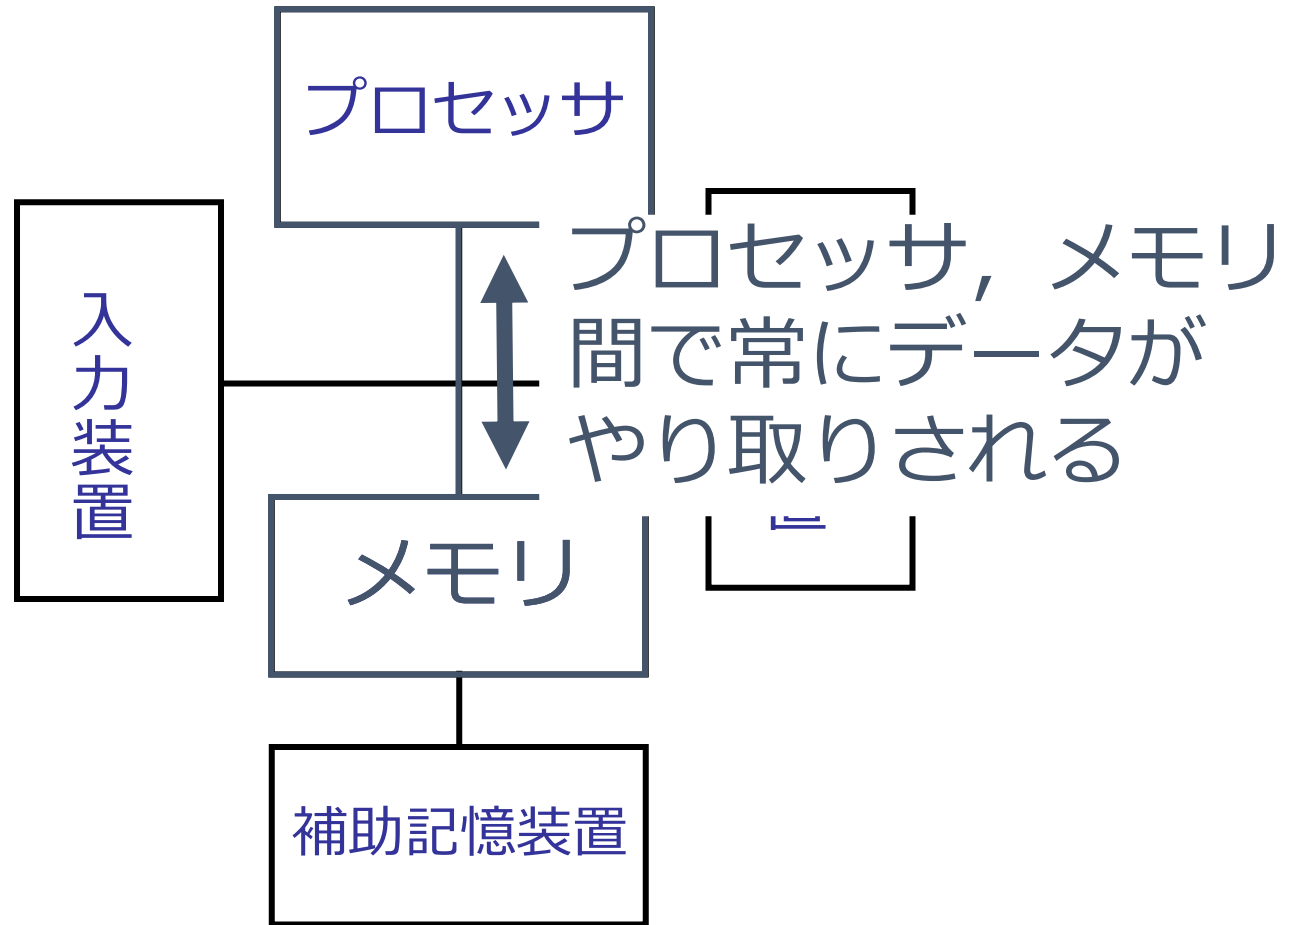 プロセッサ
プロセッサ, メモリ
間で常にデータが
やり取りされる
入力装置
メモリ
補助記憶装置